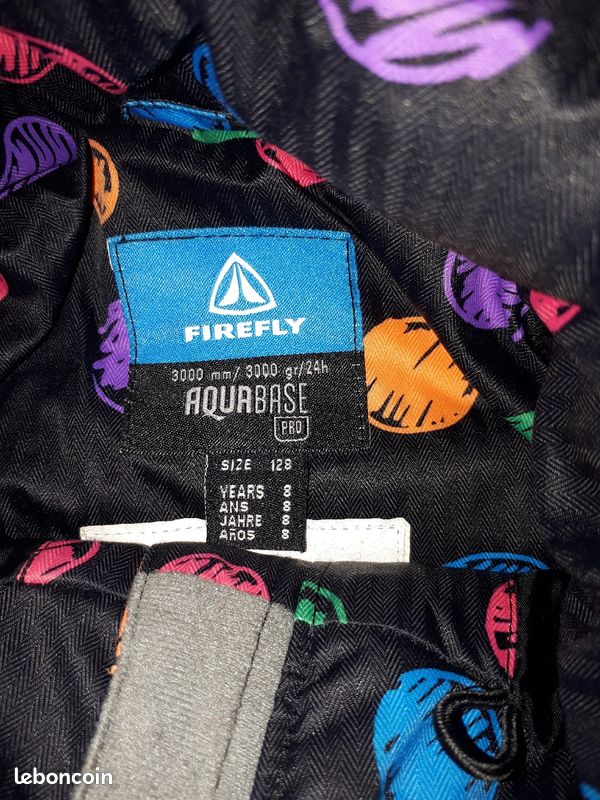 FIREFLY
3000 mm/ 3000 gr/24h
AQUABASE
PRO
SIZE 128
YEARS 8
ANS 8
JAHRE 8
AÑOS 8
leboncoin